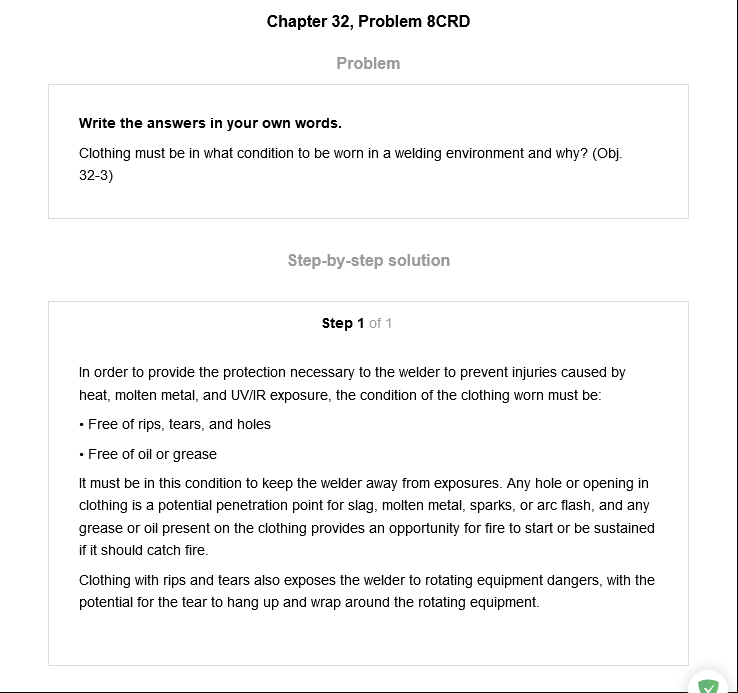 Chapter 32, Problem 8CRD
Problem
Write the answers in your own words.
Clothing must be in what condition to be worn in a welding environment and why? (Obj.
32-3)
Step-by-step solution
Step 1 of 1
In order to provide the protection necessary to the welder to prevent injuries caused by
heat, molten metal, and UV/IR exposure, the condition of the clothing worn must be:
• Free of rips, tears, and holes
• Free of oil or grease
It must be in this condition to keep the welder away from exposures. Any hole or opening in
clothing is a potential penetration point for slag, molten metal, sparks, or arc flash, and any
grease or oil present on the clothing provides an opportunity for fire to start or be sustained
if it should catch fire.
Clothing with rips and tears also exposes the welder to rotating equipment dangers, with the
potential for the tear to hang up and wrap around the rotating equipment.